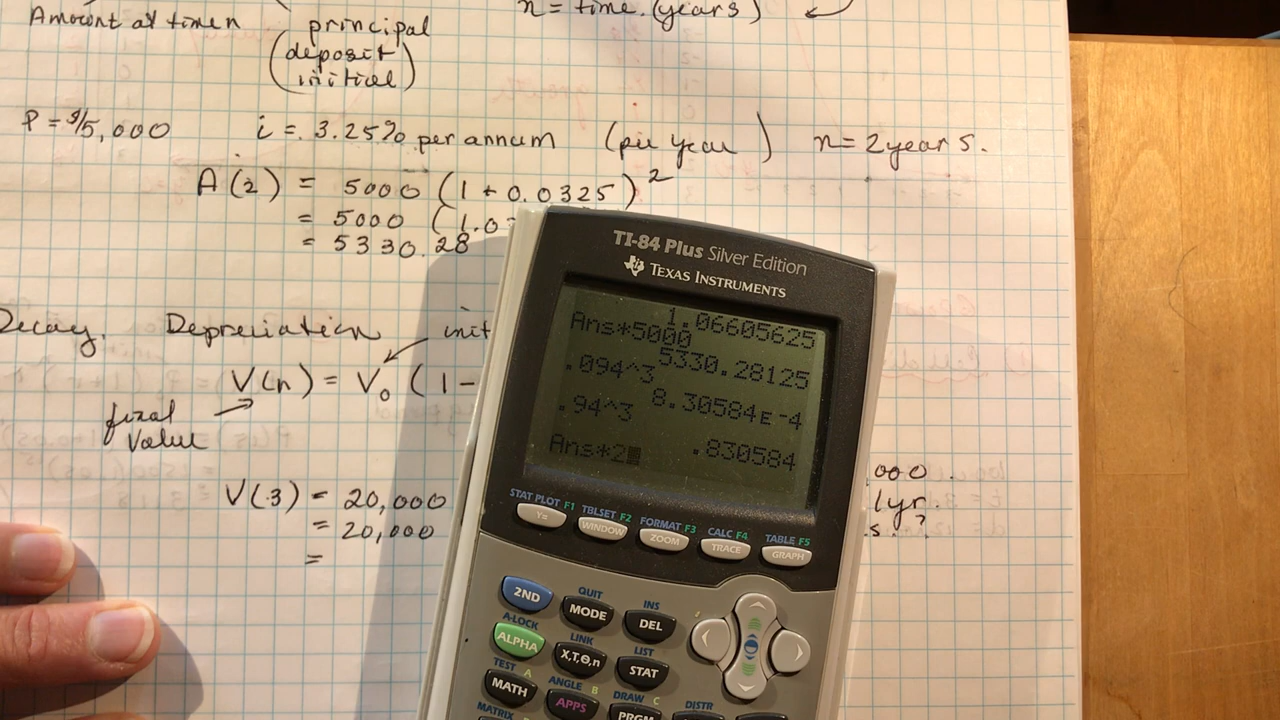 Amount at time n
n = time (years)
principal
(deposit
initial)
P = $5,000 i = 3.25% per annum (per year) n = 2 years.
A(2) = 5000 (1 + 0.0325)²
= 5000 (1.03
= 5330.28
Decay. Depreciation init
V(n) = V₀ (1 -
final
value
V(3) = 20,000
= 20,000
=
000.
1yr.
s.?
TI-84 Plus Silver Edition
TEXAS INSTRUMENTS
1.06605625
Ans*5000
5330.28125
.094^3
8.30584E-4
.94^3
.830584
Ans*2
STAT PLOT F1 TBLSET F2 FORMAT F3 CALC F4 TABLE F5
Y= WINDOW ZOOM TRACE GRAPH
QUIT INS
2ND MODE DEL
A-LOCK LINK LIST
ALPHA X,T,Θ,n STAT
TEST A ANGLE B DRAW C DISTR
MATH APPS PRGM
MATRIX